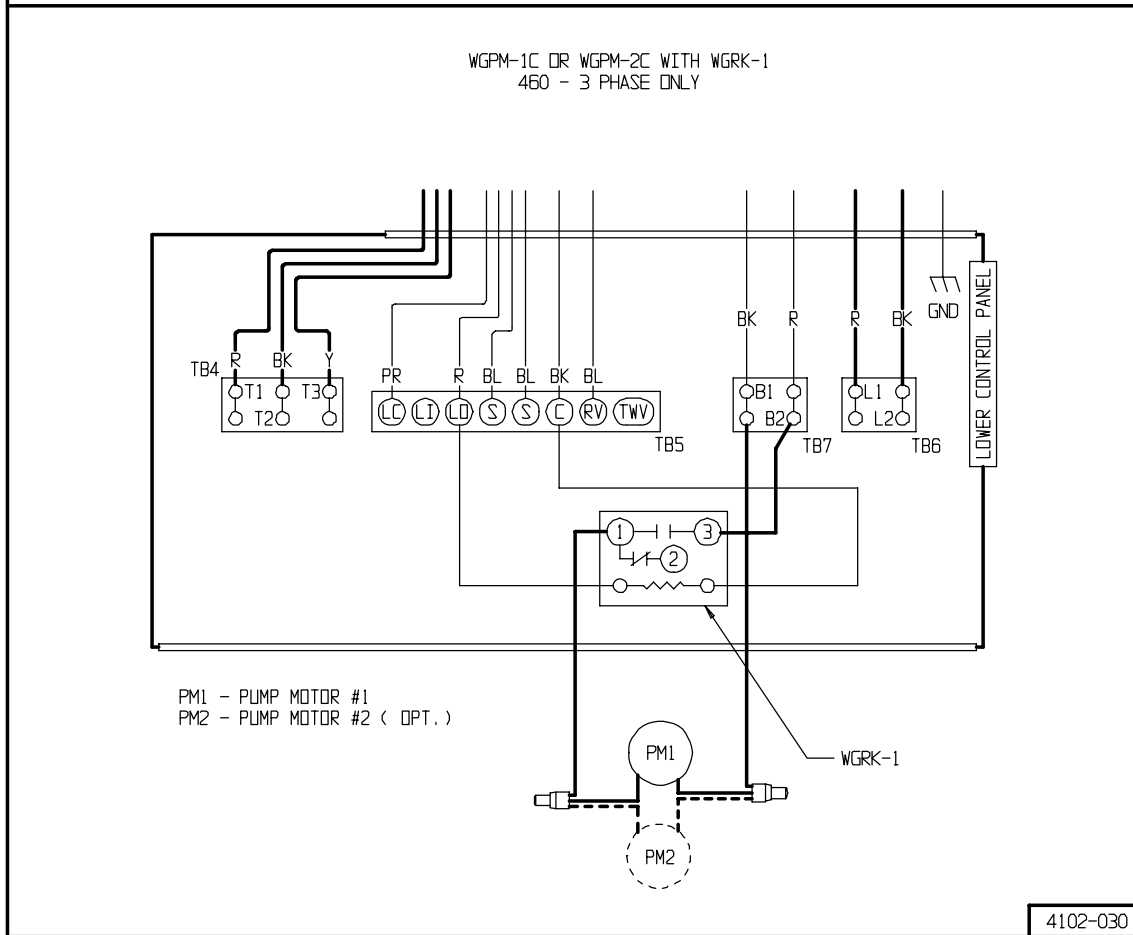 WGPM-1C OR WGPM-2C WITH WGRK-1
460 - 3 PHASE ONLY
LOWER CONTROL PANEL
GND
BK R R BK
R BK Y
TB4
T1 T3
T2
PR R BL BL BK BL
LC LI LO S S C RV TWV
TB5
B1
B2
TB7
L1
L2
TB6
1 3
2
PM1 - PUMP MOTOR #1
PM2 - PUMP MOTOR #2 ( OPT. )
PM1
WGRK-1
PM2
4102-030